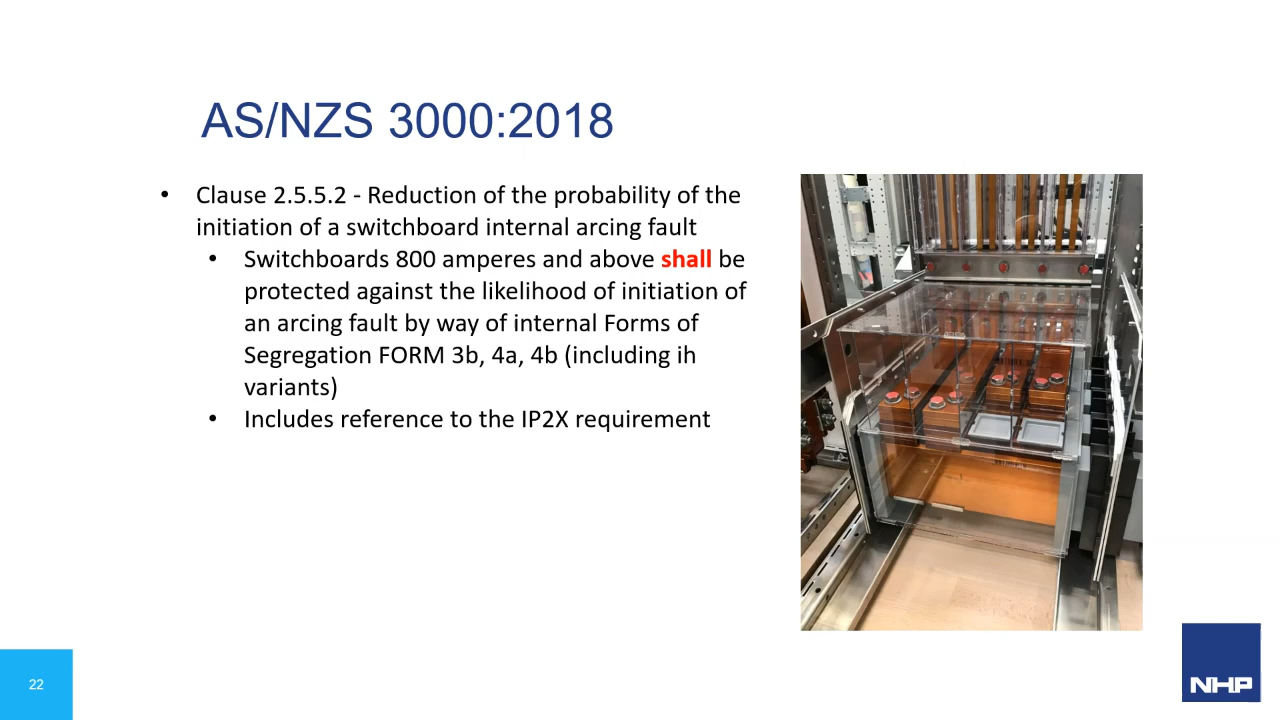 AS/NZS 3000:2018
• Clause 2.5.5.2 - Reduction of the probability of the
initiation of a switchboard internal arcing fault
• Switchboards 800 amperes and above shall be
protected against the likelihood of initiation of
an arcing fault by way of internal Forms of
Segregation FORM 3b, 4a, 4b (including ih
variants)
• Includes reference to the IP2X requirement
22
NHP